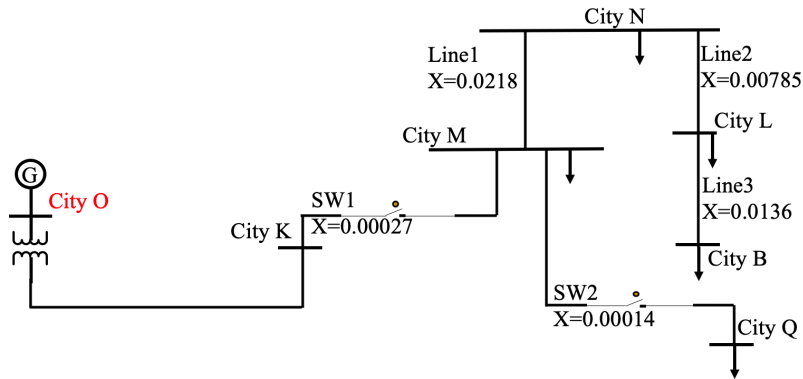 City N
Line1
X=0.0218
Line2
X=0.00785
City M
City L
G
City O
SW1
X=0.00027
City K
Line3
X=0.0136
City B
SW2
X=0.00014
City Q